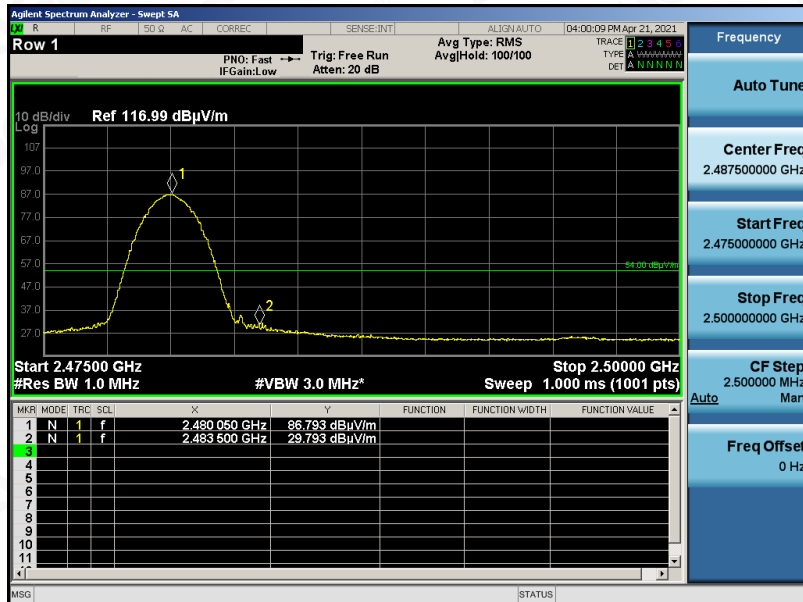 Agilent Spectrum Analyzer - Swept SA
LXI R RF 50 Ω AC CORREC SENSE:INT ALIGN AUTO 04:00:09 PM Apr 21, 2021
Row 1
PNO: Fast
IFGain:Low
Trig: Free Run
Atten: 20 dB
Avg Type: RMS
Avg|Hold: 100/100
TRACE 1 2 3 4 5 6
TYPE A WWWWW
DET A N N N N N
10 dB/div Ref 116.99 dBµV/m
Log
107
97.0
87.0
77.0
67.0
57.0
47.0
37.0
27.0
1
2
54.00 dBµV/m
Start 2.47500 GHz Stop 2.50000 GHz
#Res BW 1.0 MHz #VBW 3.0 MHz* Sweep 1.000 ms (1001 pts)
MKR MODE TRC SCL X Y FUNCTION FUNCTION WIDTH FUNCTION VALUE
1 N 1 f 2.480 050 GHz 86.793 dBµV/m
2 N 1 f 2.483 500 GHz 29.793 dBµV/m
3
4
5
6
7
8
9
10
11
MSG STATUS
Frequency
Auto Tune
Center Freq
2.487500000 GHz
Start Freq
2.475000000 GHz
Stop Freq
2.500000000 GHz
CF Step
2.500000 MHz
Auto Man
Freq Offset
0 Hz